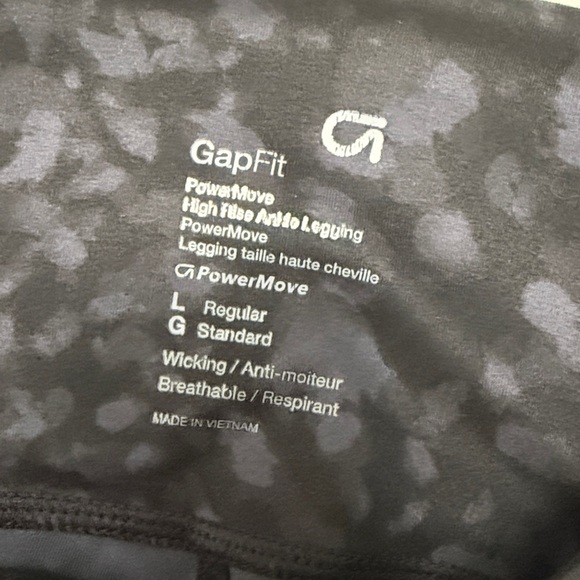 GapFit
PowerMove
High Rise Ankle Legging
PowerMove
Legging taille haute cheville
PowerMove
L Regular
G Standard
Wicking / Anti-moiteur
Breathable / Respirant
MADE IN VIETNAM